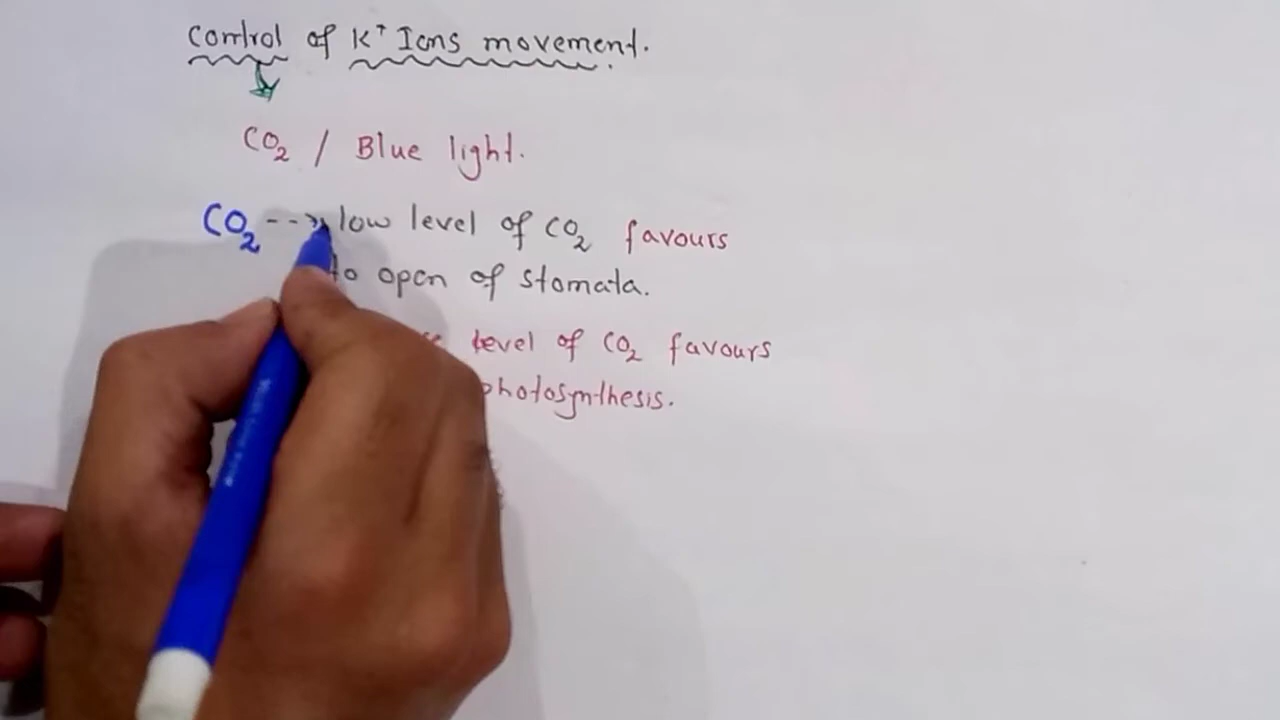 control of K⁺ Ions movement.
CO₂ / Blue light.
CO₂ --> low level of CO₂ favours
to open of stomata.
level of CO₂ favours
photosynthesis.